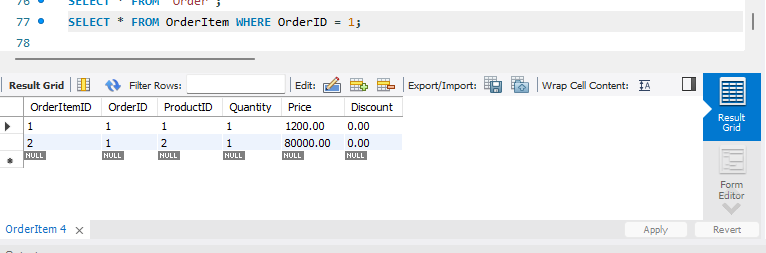 76 SELECT * FROM `Order`;
77 SELECT * FROM OrderItem WHERE OrderID = 1;
78
Result Grid Filter Rows: Edit: Export/Import: Wrap Cell Content: IA
OrderItemID OrderID ProductID Quantity Price Discount
1 1 1 1 1200.00 0.00
2 1 2 1 80000.00 0.00
NULL NULL NULL NULL NULL NULL
Result
Grid
Form
Editor
OrderItem 4
Apply Revert